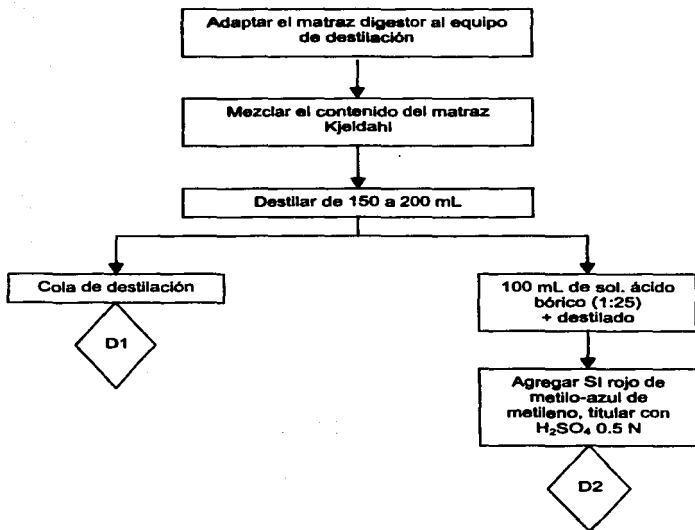 Adaptar el matraz digestor al equipo
de destilación
Mezclar el contenido del matraz
Kjeldahl
Destilar de 150 a 200 mL
Cola de destilación
D1
100 mL de sol. ácido
bórico (1:25)
+ destilado
Agregar SI rojo de
metilo-azul de
metileno, titular con
H₂SO₄ 0.5 N
D2